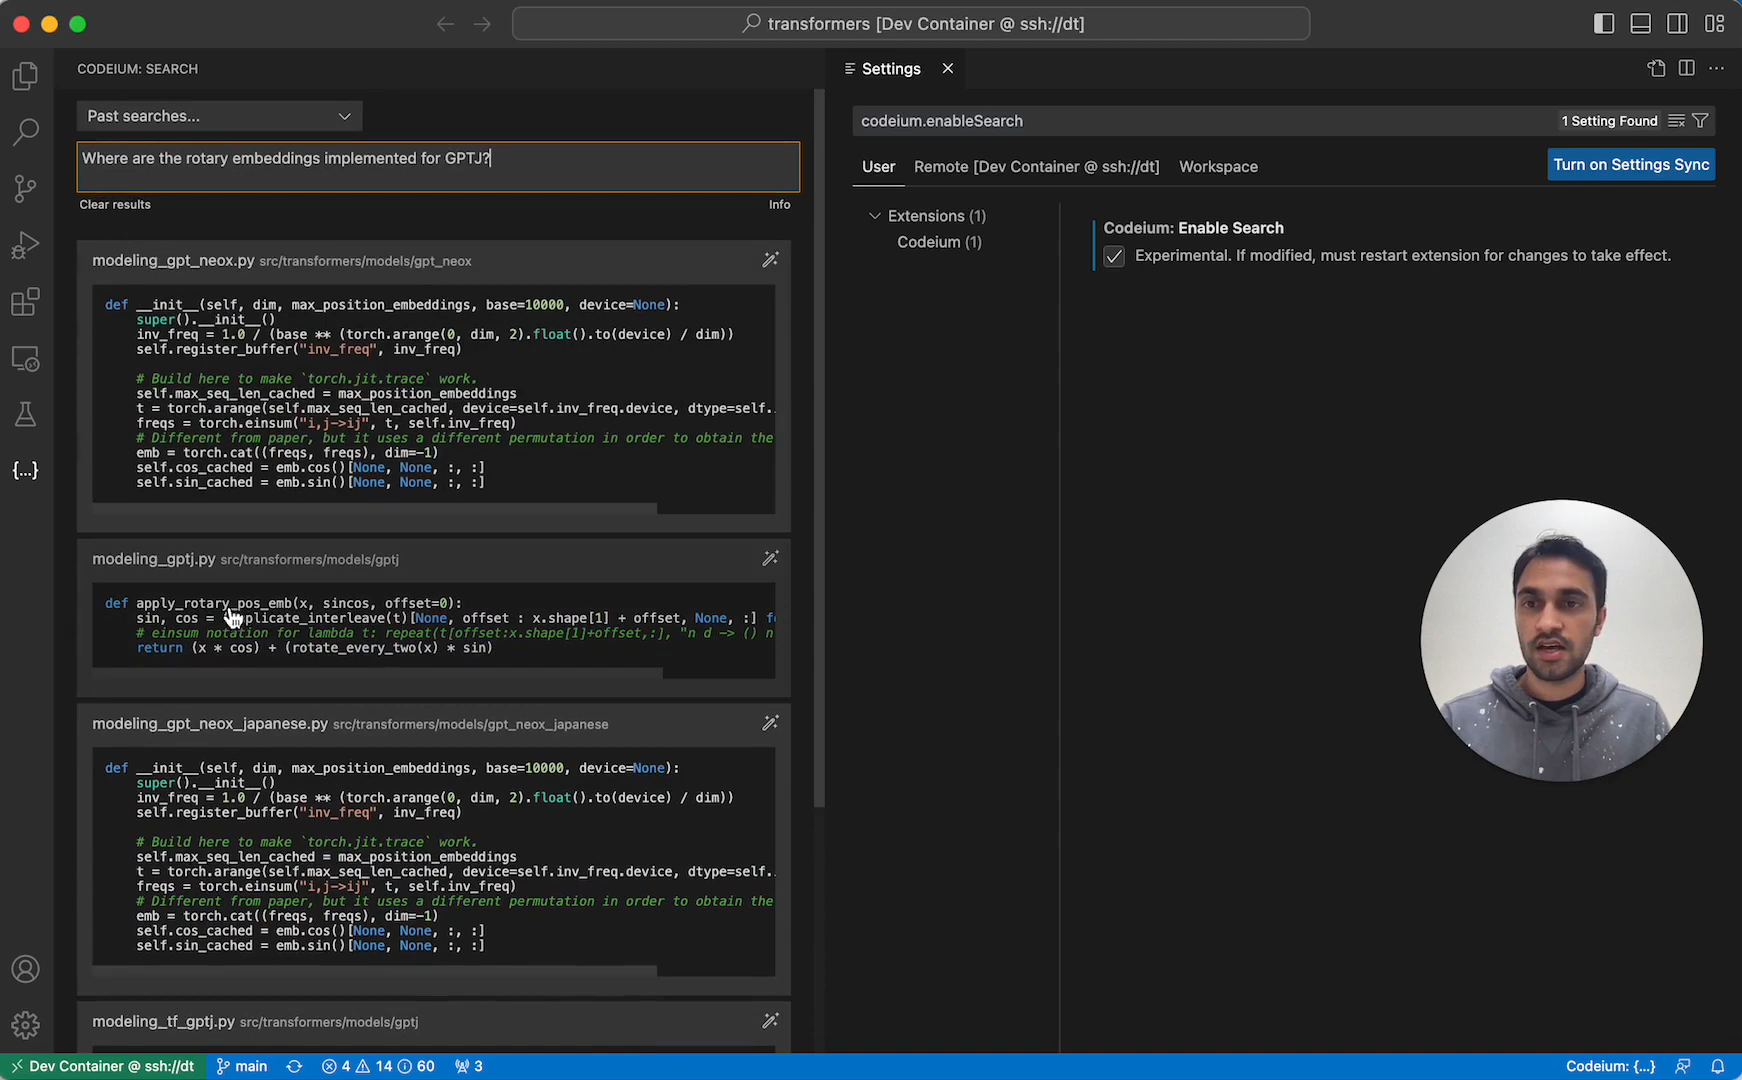 transformers [Dev Container @ ssh://dt]
CODEIUM: SEARCH
Past searches...
Where are the rotary embeddings implemented for GPTJ?
Clear results
Info
modeling_gpt_neox.py src/transformers/models/gpt_neox
def __init__(self, dim, max_position_embeddings, base=10000, device=None):
super().__init__()
inv_freq = 1.0 / (base ** (torch.arange(0, dim, 2).float().to(device) / dim))
self.register_buffer("inv_freq", inv_freq)
# Build here to make `torch.jit.trace` work.
self.max_seq_len_cached = max_position_embeddings
t = torch.arange(self.max_seq_len_cached, device=self.inv_freq.device, dtype=self.
freqs = torch.einsum("i,j->ij", t, self.inv_freq)
# Different from paper, but it uses a different permutation in order to obtain the
emb = torch.cat((freqs, freqs), dim=-1)
self.cos_cached = emb.cos()[None, None, :, :]
self.sin_cached = emb.sin()[None, None, :, :]
modeling_gptj.py src/transformers/models/gptj
def apply_rotary_pos_emb(x, sincos, offset=0):
sin, cos = plicate_interleave(t)[None, offset : x.shape[1] + offset, None, :] f
# einsum notation for lambda t: repeat(t[offset:x.shape[1]+offset,:], "n d -> () n
return (x * cos) + (rotate_every_two(x) * sin)
modeling_gpt_neox_japanese.py src/transformers/models/gpt_neox_japanese
def __init__(self, dim, max_position_embeddings, base=10000, device=None):
super().__init__()
inv_freq = 1.0 / (base ** (torch.arange(0, dim, 2).float().to(device) / dim))
self.register_buffer("inv_freq", inv_freq)
# Build here to make `torch.jit.trace` work.
self.max_seq_len_cached = max_position_embeddings
t = torch.arange(self.max_seq_len_cached, device=self.inv_freq.device, dtype=self.
freqs = torch.einsum("i,j->ij", t, self.inv_freq)
# Different from paper, but it uses a different permutation in order to obtain the
emb = torch.cat((freqs, freqs), dim=-1)
self.cos_cached = emb.cos()[None, None, :, :]
self.sin_cached = emb.sin()[None, None, :, :]
modeling_tf_gptj.py src/transformers/models/gptj
Settings
codeium.enableSearch
1 Setting Found
User Remote [Dev Container @ ssh://dt] Workspace
Turn on Settings Sync
Extensions (1)
Codeium (1)
Codeium: Enable Search
Experimental. If modified, must restart extension for changes to take effect.
Dev Container @ ssh://dt main 4 14 60 3
Codeium: {...}